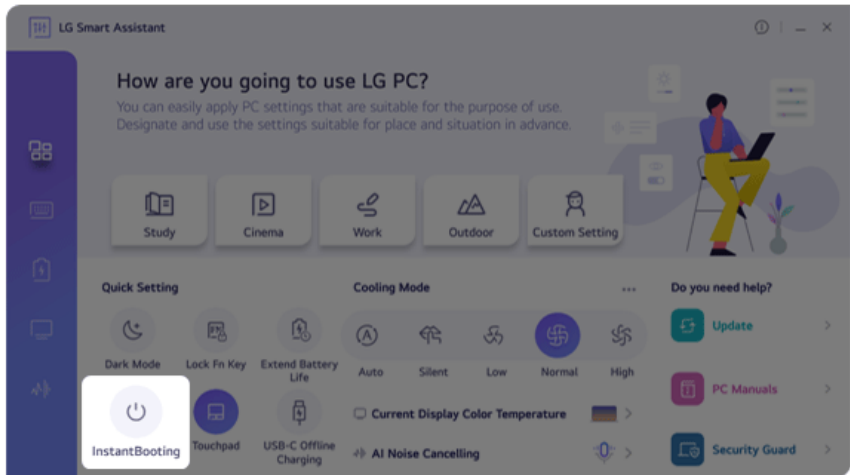 LG Smart Assistant
How are you going to use LG PC?
You can easily apply PC settings that are suitable for the purpose of use.
Designate and use the settings suitable for place and situation in advance.
Study
Cinema
Work
Outdoor
Custom Setting
Quick Setting
Dark Mode
Lock Fn Key
Extend Battery
Life
InstantBooting
Touchpad
USB-C Offline
Charging
Cooling Mode
Auto
Silent
Low
Normal
High
Current Display Color Temperature
AI Noise Cancelling
Do you need help?
Update
PC Manuals
Security Guard